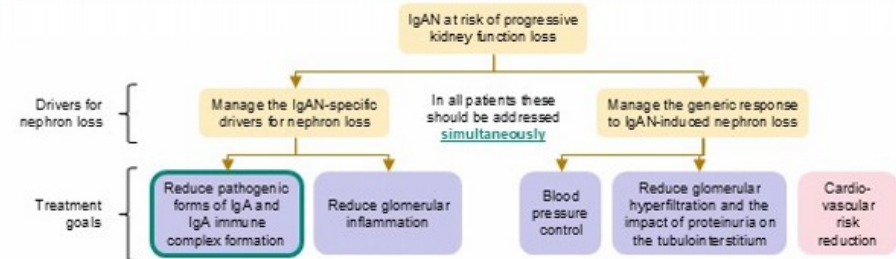 IgAN at risk of progressive
kidney function loss
Drivers for
nephron loss
Manage the IgAN-specific
drivers for nephron loss
In all patients these
should be addressed
simultaneously
Manage the generic response
to IgAN-induced nephron loss
Treatment
goals
Reduce pathogenic
forms of IgA and
IgA immune
complex formation
Reduce glomerular
inflammation
Blood
pressure
control
Reduce glomerular
hyperfiltration and the
impact of proteinuria on
the tubulointerstitium
Cardio-
vascular
risk
reduction